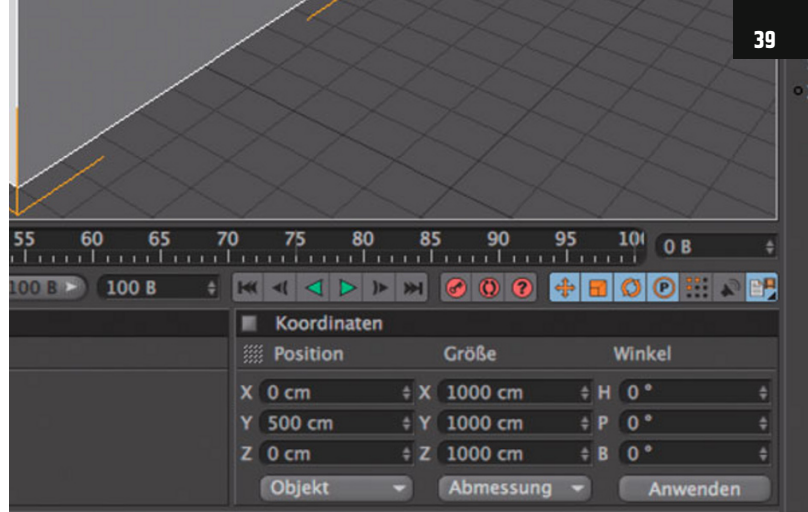 39
55 60 65 70 75 80 85 90 95 0 B
100 B 100 B P
Koordinaten
Position Größe Winkel
X 0 cm X 1000 cm H 0 °
Y 500 cm Y 1000 cm P 0 °
Z 0 cm Z 1000 cm B 0 °
Objekt Abmessung Anwenden